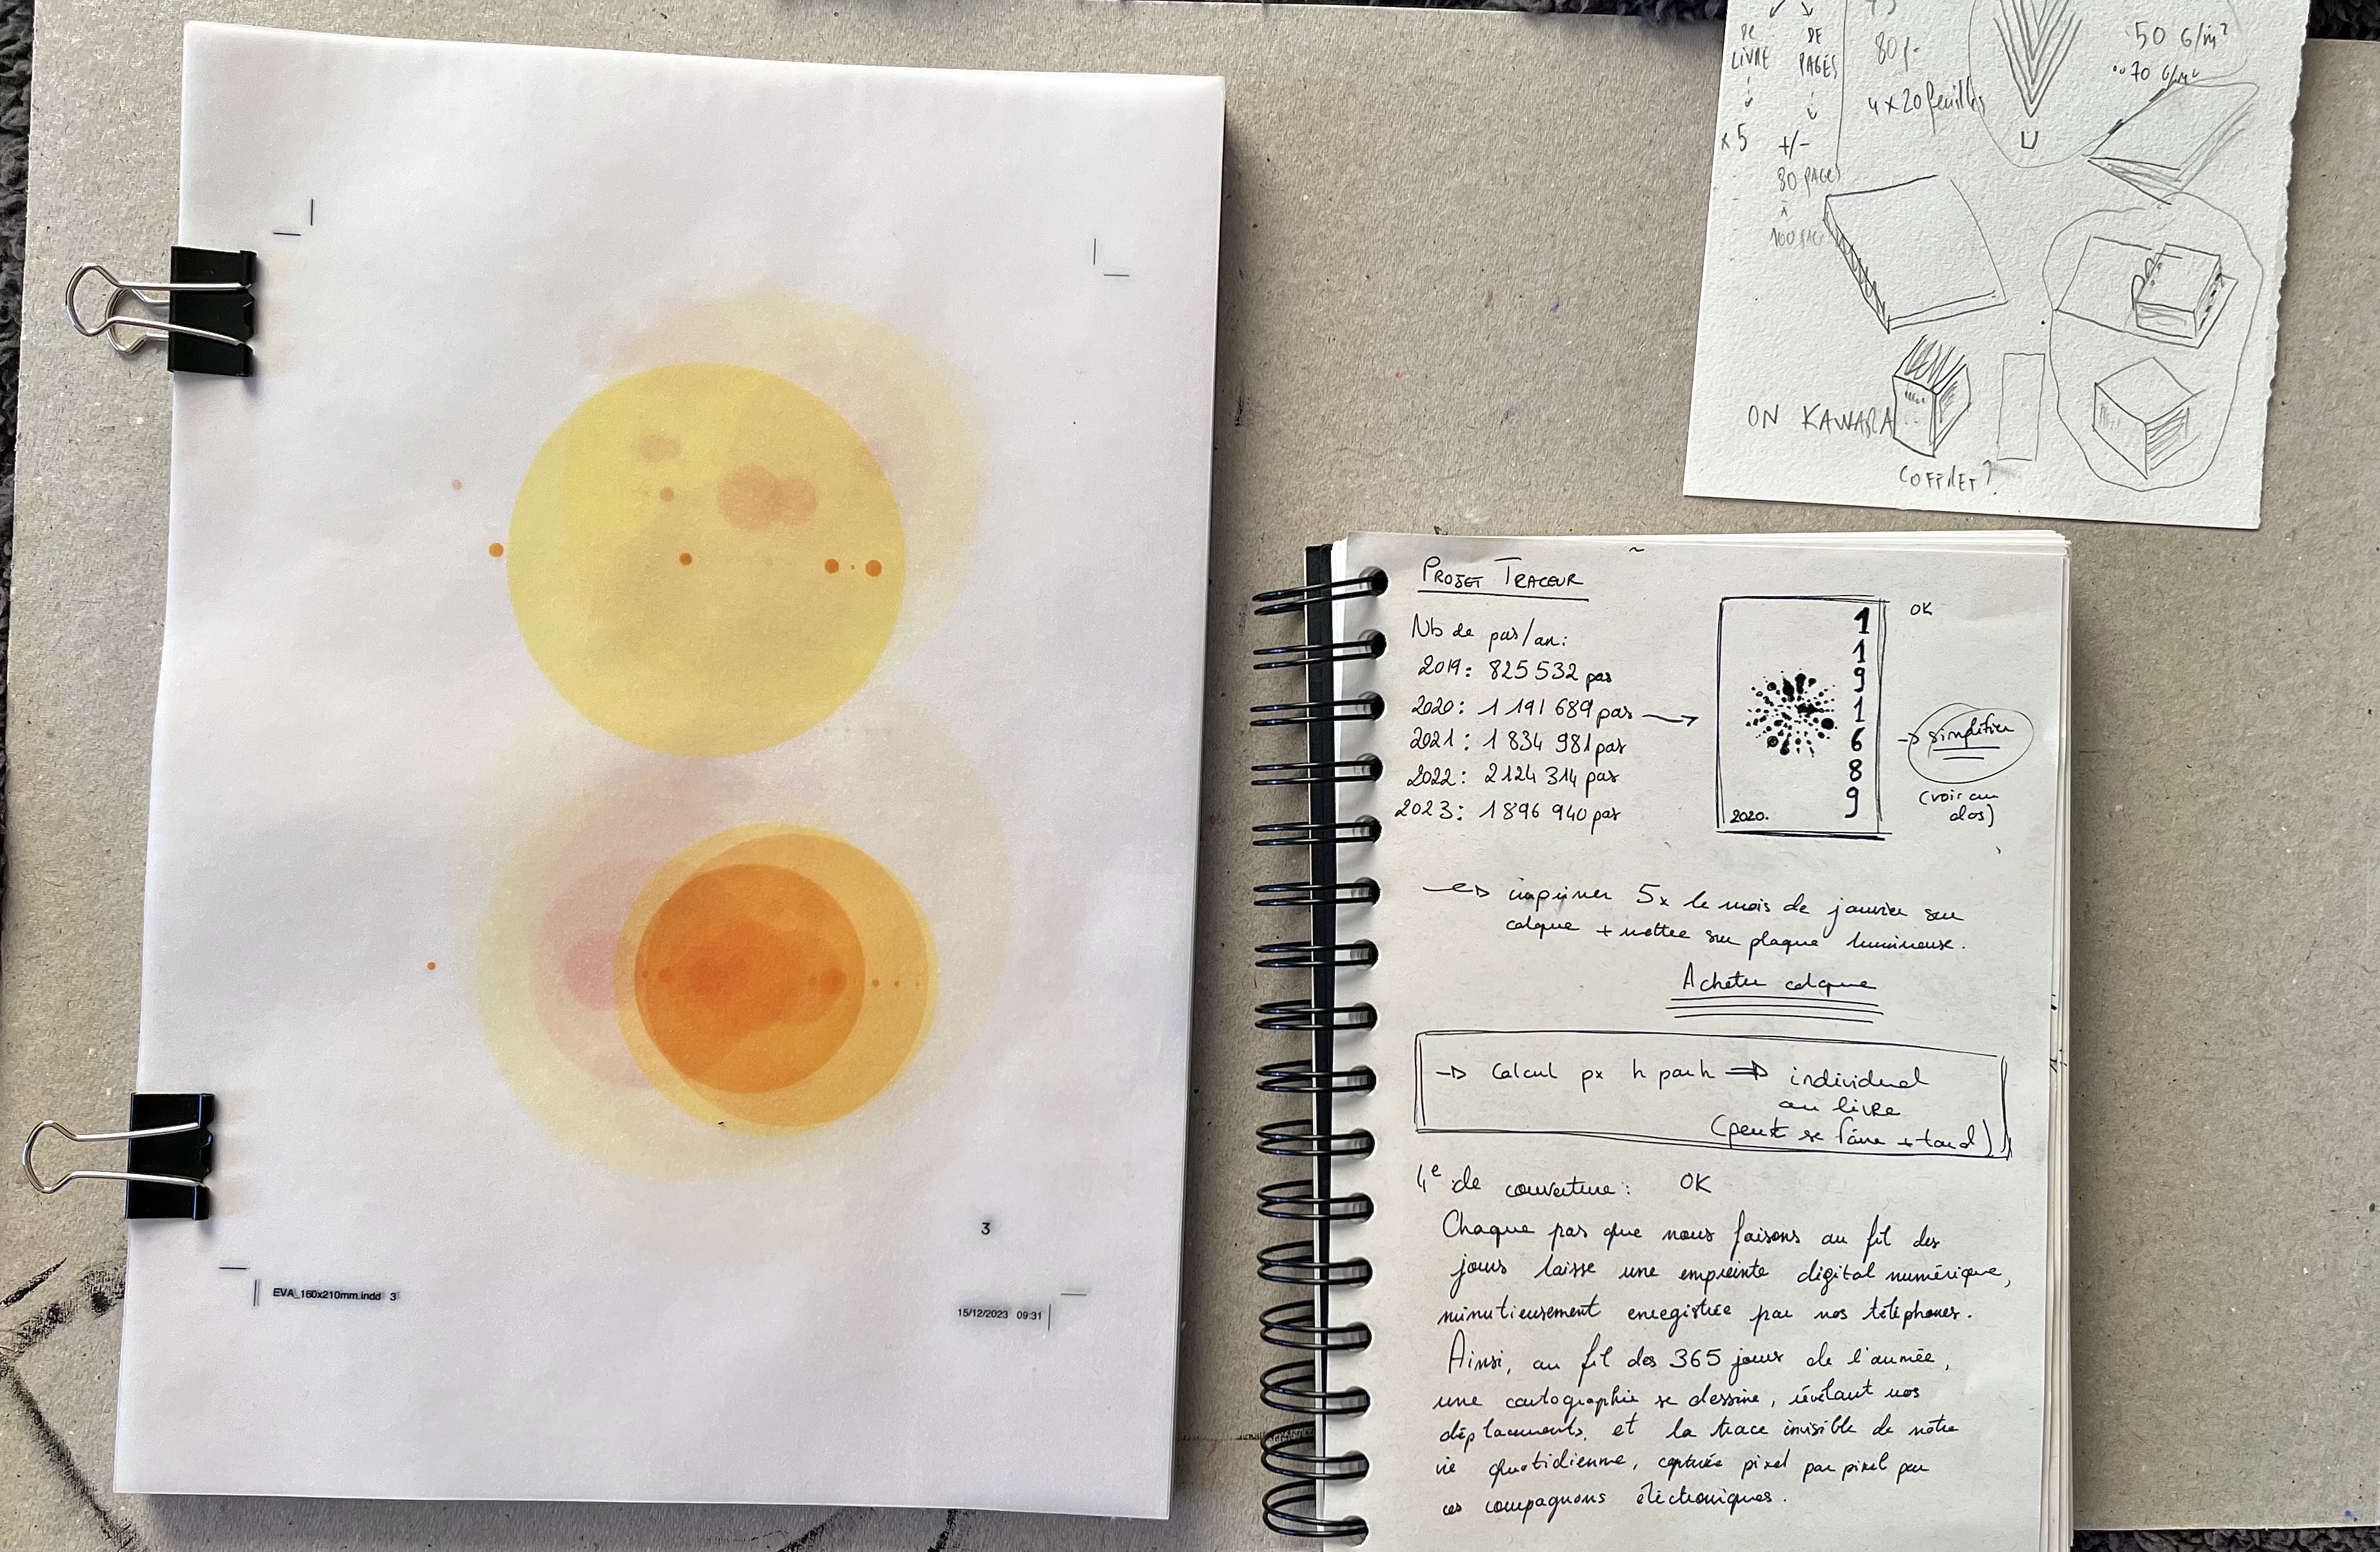 3
EVA_160x210mm.indd 3
15/12/2023 09:31
DE DE
LIVRE PAGES
x 5 +/-
80 pages
à
80 p.
4 x 20 feuilles
U
50 G/m²
70 G/m²
ON KAWARA
COFFRET ?
PROJET TRACEUR
Nb de pas/an:
2019: 825 532 pas
2020: 1 191 689 pas →
2021: 1 834 981 pas
2022: 2 124 314 pas
2023: 1 896 940 pas
1
1
9
1
6
8
9
2020.
OK
→ simplifier
(voir au
dos)
→ imprimer 5x le mois de janvier sur
calque + mettre sur plaque lumineuse.
Acheter calque
→ Calcul px h par h ⇒ individuel
au livre
(peut se faire + tard)
4e de couverture: OK
Chaque pas que nous faisons au fil des
jours laisse une empreinte digital numérique,
minutieusement enregistrée par nos téléphones.
Ainsi, au fil des 365 jours de l'année,
une cartographie se dessine, révélant nos
déplacements, et la trace invisible de notre
vie quotidienne, capturée pixel par pixel par
ces compagnons électroniques.